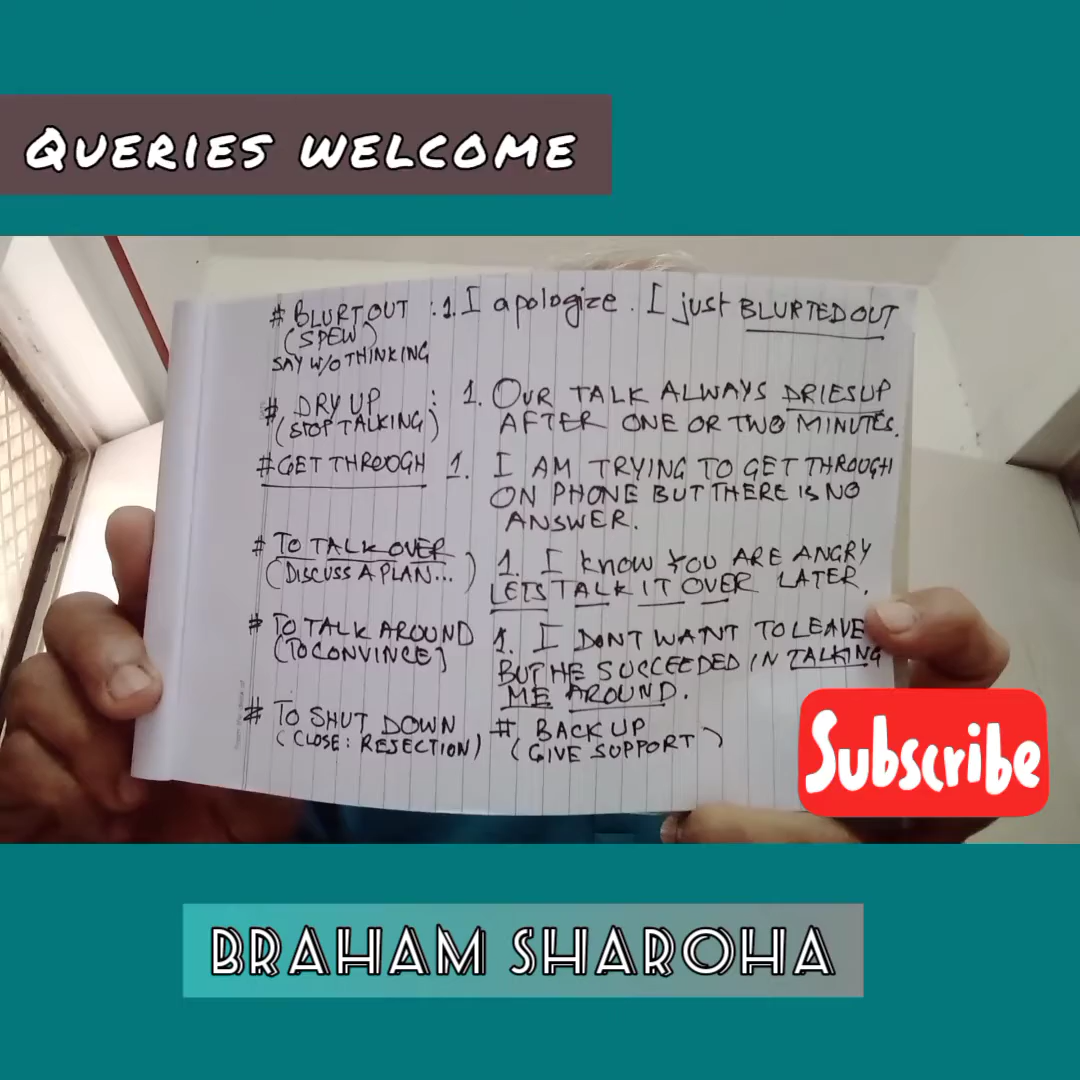 QUERIES WELCOME
# BLURT OUT : 1. I apologize. I just BLURTED OUT
(SPEW)
SAY W/O THINKING
# DRY UP : 1. OUR TALK ALWAYS DRIES UP
(STOP TALKING) AFTER ONE OR TWO MINUTES.
# GET THROUGH 1. I AM TRYING TO GET THROUGH
ON PHONE BUT THERE IS NO
ANSWER.
# TO TALK OVER 1. I KNOW YOU ARE ANGRY
(DISCUSS A PLAN...) LETS TALK IT OVER LATER.
# TO TALK AROUND 1. I DONT WANT TO LEAVE
(TO CONVINCE) BUT HE SUCCEEDED IN TALKING
ME AROUND.
# TO SHUT DOWN # BACK UP
(CLOSE : REJECTION) (GIVE SUPPORT)
Subscribe
BRAHAM SHAROHA